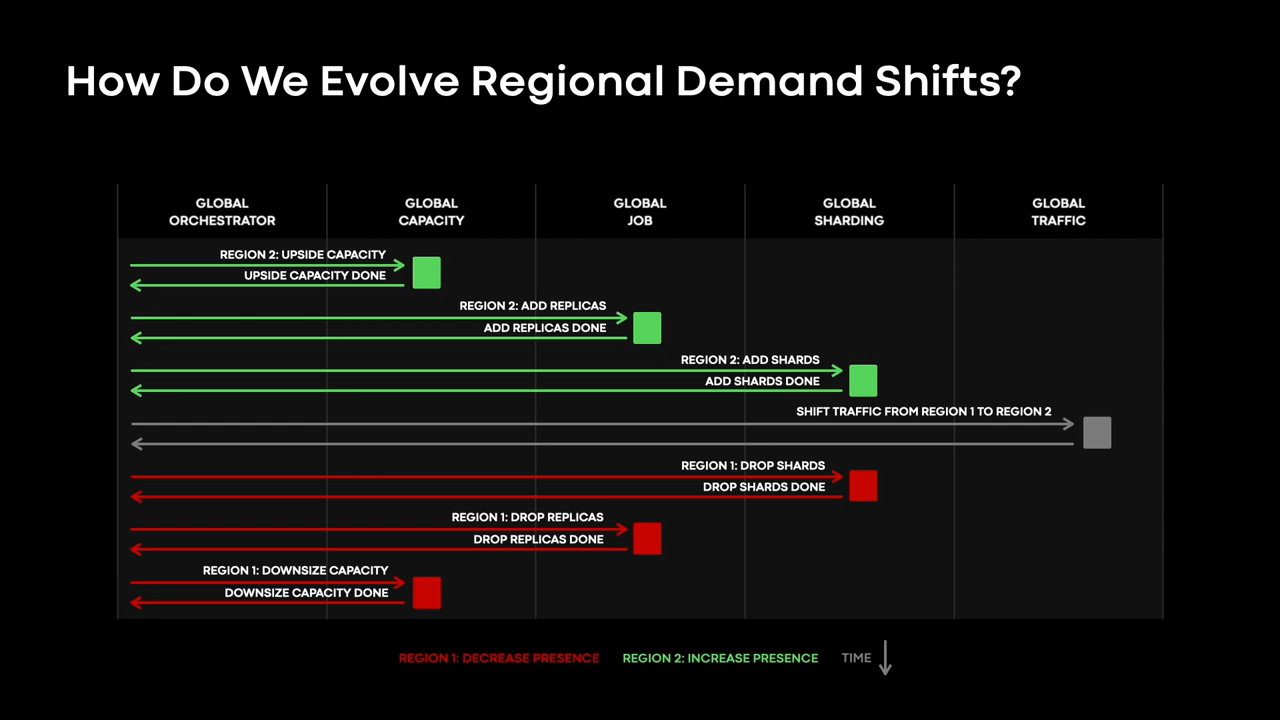 How Do We Evolve Regional Demand Shifts?
GLOBAL
ORCHESTRATOR
GLOBAL
CAPACITY
GLOBAL
JOB
GLOBAL
SHARDING
GLOBAL
TRAFFIC
REGION 2: UPSIDE CAPACITY
UPSIDE CAPACITY DONE
REGION 2: ADD REPLICAS
ADD REPLICAS DONE
REGION 2: ADD SHARDS
ADD SHARDS DONE
SHIFT TRAFFIC FROM REGION 1 TO REGION 2
REGION 1: DROP SHARDS
DROP SHARDS DONE
REGION 1: DROP REPLICAS
DROP REPLICAS DONE
REGION 1: DOWNSIZE CAPACITY
DOWNSIZE CAPACITY DONE
REGION 1: DECREASE PRESENCE
REGION 2: INCREASE PRESENCE
TIME